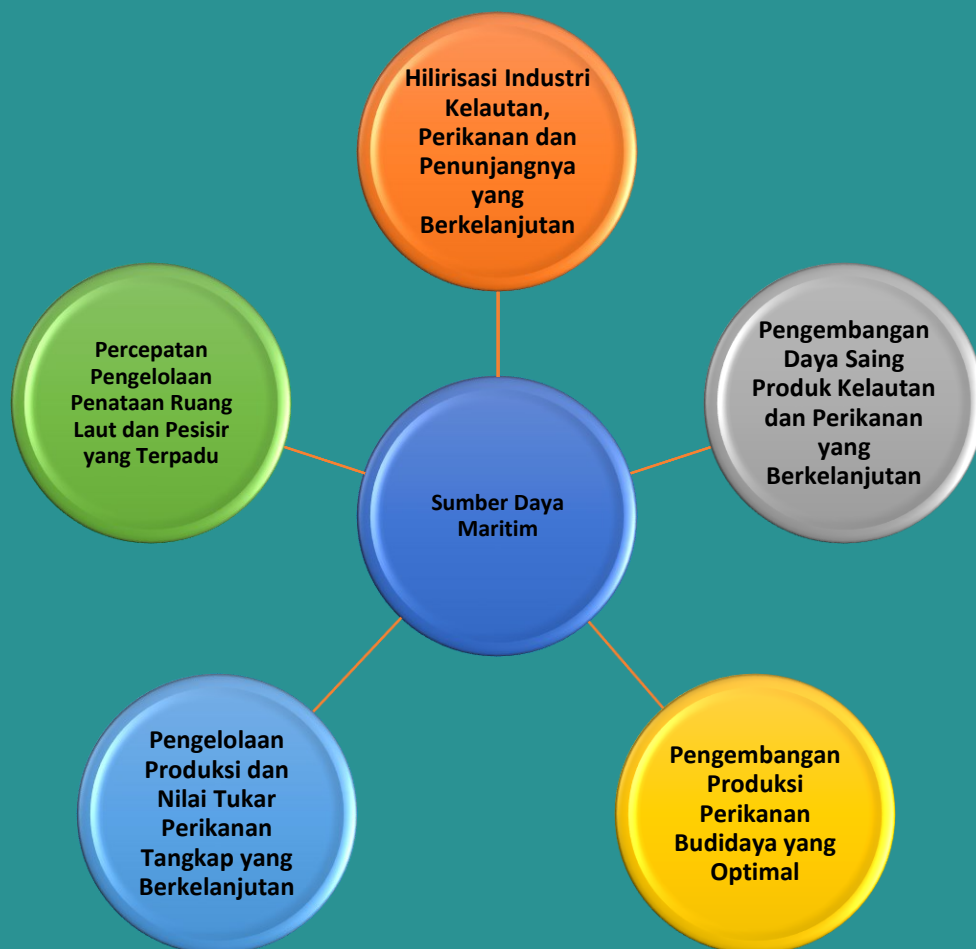 Hilirisasi Industri
Kelautan,
Perikanan dan
Penunjangnya
yang
Berkelanjutan
Pengembangan
Daya Saing
Produk Kelautan
dan Perikanan
yang
Berkelanjutan
Pengembangan
Produksi
Perikanan
Budidaya yang
Optimal
Pengelolaan
Produksi dan
Nilai Tukar
Perikanan
Tangkap yang
Berkelanjutan
Percepatan
Pengelolaan
Penataan Ruang
Laut dan Pesisir
yang Terpadu
Sumber Daya
Maritim